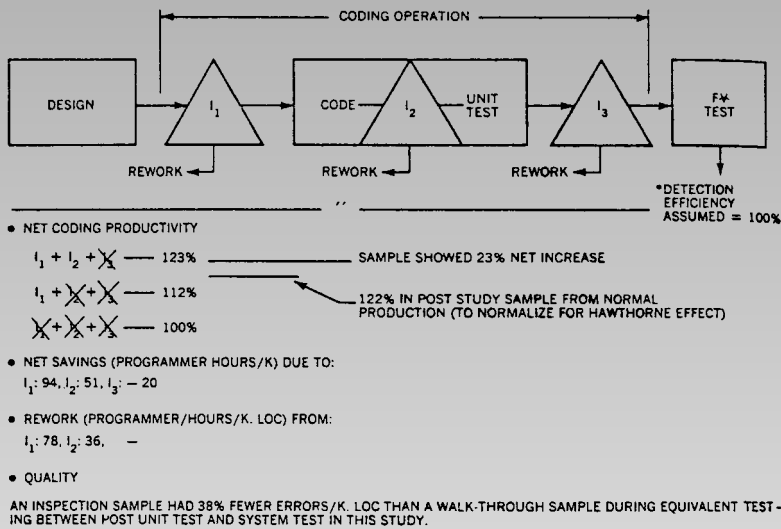 CODING OPERATION
DESIGN
I₁
CODE
I₂
UNIT
TEST
I₃
F¥
TEST
REWORK
REWORK
REWORK
*DETECTION
EFFICIENCY
ASSUMED = 100%
• NET CODING PRODUCTIVITY
I₁ + I₂ + I₃ — 123%
SAMPLE SHOWED 23% NET INCREASE
I₁ + I₂ + I₃ — 112%
122% IN POST STUDY SAMPLE FROM NORMAL
PRODUCTION (TO NORMALIZE FOR HAWTHORNE EFFECT)
I₁ + I₂ + I₃ — 100%
• NET SAVINGS (PROGRAMMER HOURS/K) DUE TO:
I₁: 94, I₂: 51, I₃: – 20
• REWORK (PROGRAMMER/HOURS/K. LOC) FROM:
I₁: 78, I₂: 36, –
• QUALITY
AN INSPECTION SAMPLE HAD 38% FEWER ERRORS/K. LOC THAN A WALK-THROUGH SAMPLE DURING EQUIVALENT TEST-
ING BETWEEN POST UNIT TEST AND SYSTEM TEST IN THIS STUDY.